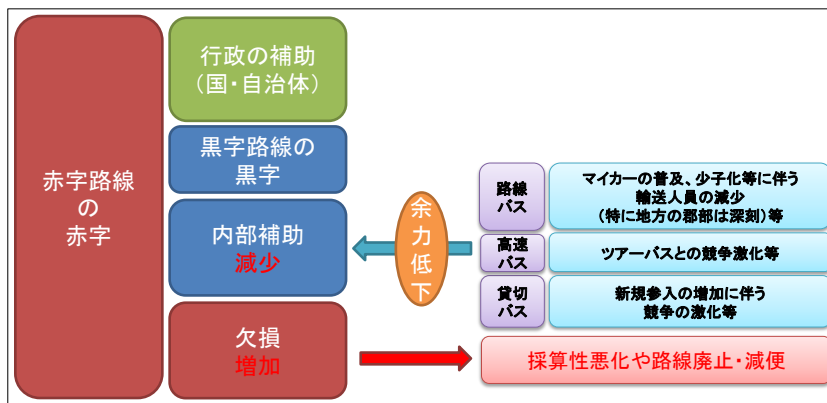 赤字路線
の
赤字
行政の補助
（国・自治体）
黒字路線の
黒字
内部補助
減少
欠損
増加
余力低下
路線
バス
マイカーの普及、少子化等に伴う
輸送人員の減少
（特に地方の郡部は深刻）等
高速
バス
ツアーバスとの競争激化等
貸切
バス
新規参入の増加に伴う
競争の激化等
採算性悪化や路線廃止・減便